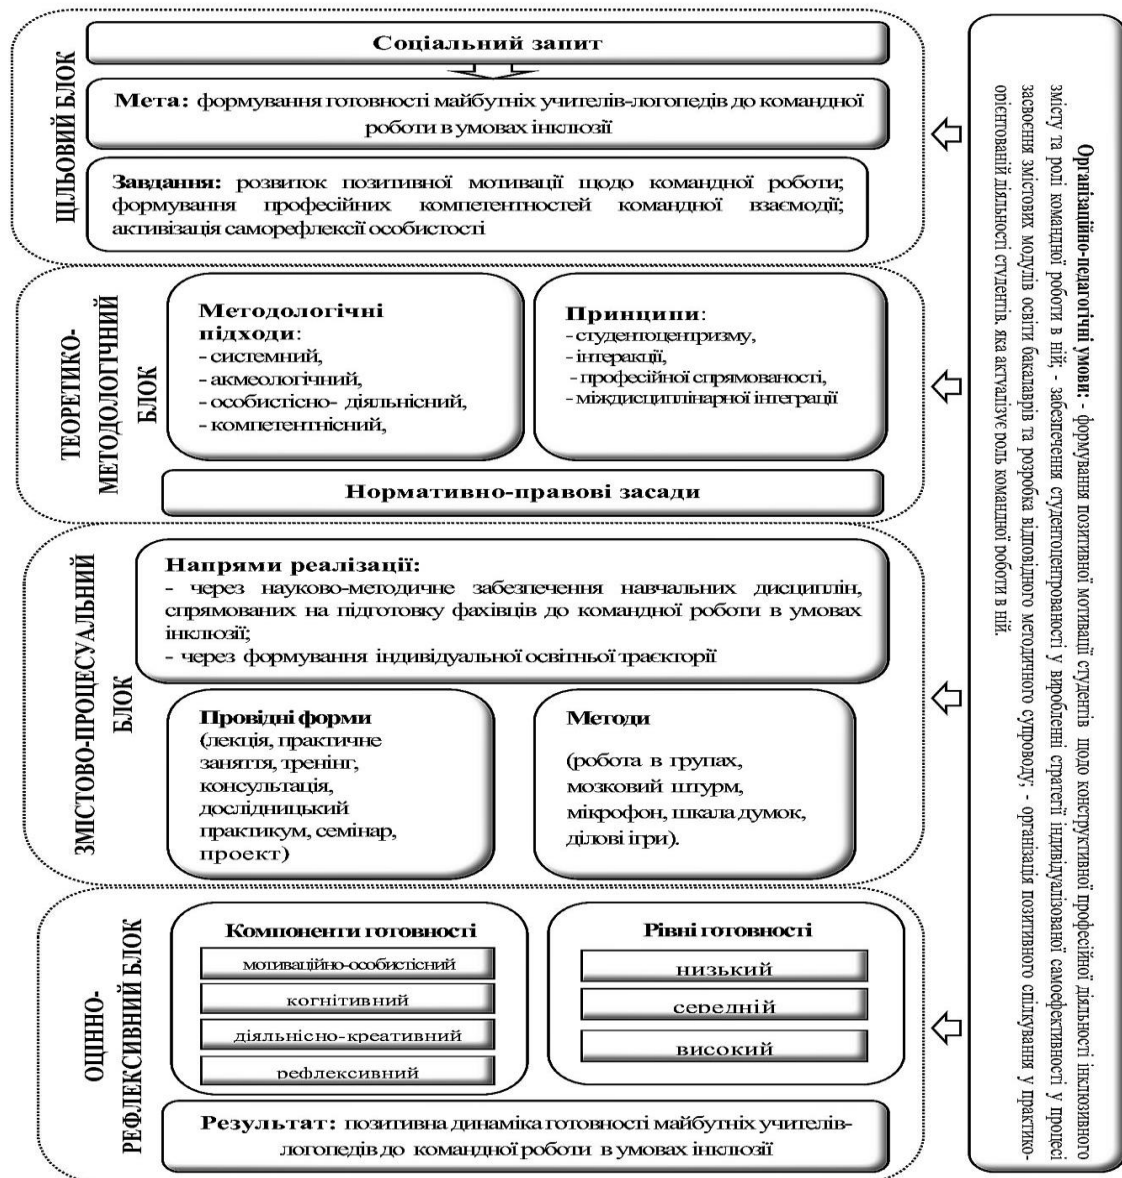 ЦІЛЬОВИЙ БЛОК
Соціальний запит
Мета: формування готовності майбутніх учителів-логопедів до командної
роботи в умовах інклюзії
Завдання: розвиток позитивної мотивації щодо командної роботи;
формування професійних компетентностей командної взаємодії;
активізація саморефлексії особистості
ТЕОРЕТИКО-
МЕТОДОЛОГІЧНИЙ
БЛОК
Методологічні
підходи:
- системний,
- акмеологічний,
- особистісно- діяльнісний,
- компетентнісний,
Принципи:
- студентоцентризму,
- інтеракції,
- професійної спрямованості,
- міждисциплінарної інтеграції
Нормативно-правові засади
ЗМІСТОВО-ПРОЦЕСУАЛЬНИЙ
БЛОК
Напрями реалізації:
- через науково-методичне забезпечення навчальних дисциплін,
спрямованих на підготовку фахівців до командної роботи в умовах
інклюзії;
- через формування індивідуальної освітньої траєкторії
Провідні форми
(лекція, практичне
заняття, тренінг,
консультація,
дослідницький
практикум, семінар,
проект)
Методи
(робота в групах,
мозковий штурм,
мікрофон, шкала думок,
ділові ігри).
ОЦІННО-
РЕФЛЕКСИВНИЙ БЛОК
Компоненти готовності
мотиваційно-особистісний
когнітивний
діяльнісно-креативний
рефлексивний
Рівні готовності
низький
середній
високий
Результат: позитивна динаміка готовності майбутніх учителів-
логопедів до командної роботи в умовах інклюзії
Організаційно-педагогічні умови: - формування позитивної мотивації студентів щодо конструктивної професійної діяльності інклюзивного
змісту та ролі командної роботи в ній; - забезпечення студентоцентрованості у виробленні стратегії індивідуалізованої самоефективності у процесі
засвоєння змістових модулів освіти бакалаврів та розробка відповідного методичного супроводу; - організація позитивного спілкування у практико-
орієнтованій діяльності студентів, яка актуалізує роль командної роботи в ній.